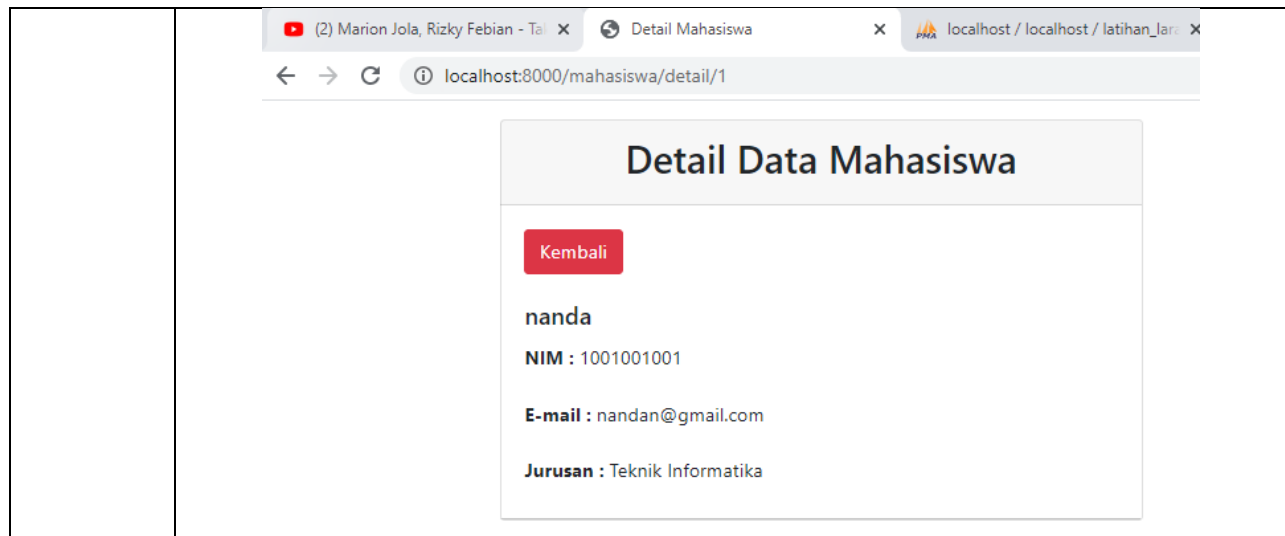 (2) Marion Jola, Rizky Febian - Ta
Detail Mahasiswa
PMA
localhost / localhost / latihan_lara
localhost:8000/mahasiswa/detail/1
Detail Data Mahasiswa
Kembali
nanda
NIM : 1001001001
E-mail : nandan@gmail.com
Jurusan : Teknik Informatika